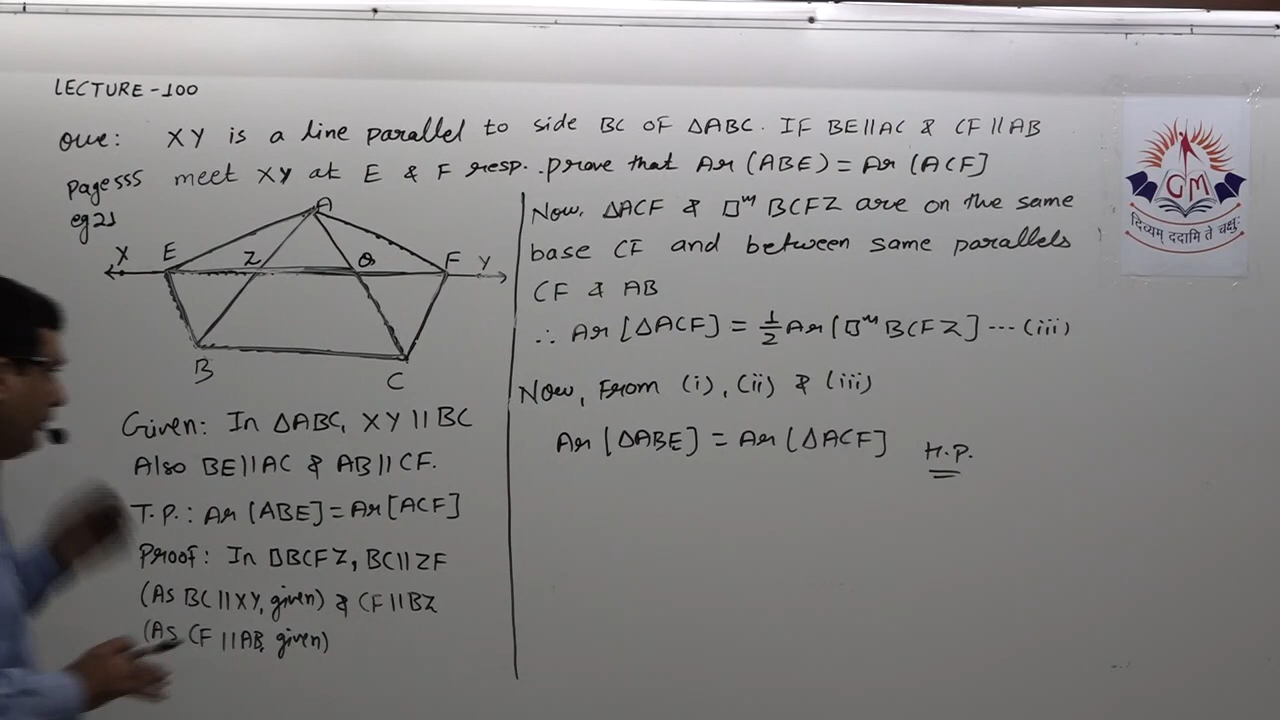 LECTURE-100
Que: XY is a line parallel to side BC OF ΔABC. IF BE||AC & CF||AB
Page 555 meet XY at E & F resp. prove that Ar(ABE) = Ar(ACF]
eg 21
A
X E Z Q F Y
B C
Given: In ΔABC, XY || BC
Also BE||AC & AB||CF.
T.P.: Ar[ABE] = Ar[ACF]
Proof: In □BCFZ, BC||ZF
(As BC||XY, given) & CF||BZ
(As CF||AB, given)
Now, ΔACF & □ᵐ BCFZ are on the same
base CF and between same parallels
CF & AB
∴ Ar[ΔACF] = 1/2 Ar[□ᵐ BCFZ] --- (iii)
Now, From (i), (ii) & (iii)
Ar[ΔABE] = Ar[ΔACF] H.P.
GM
दिव्यम् ददामि ते चक्षुः